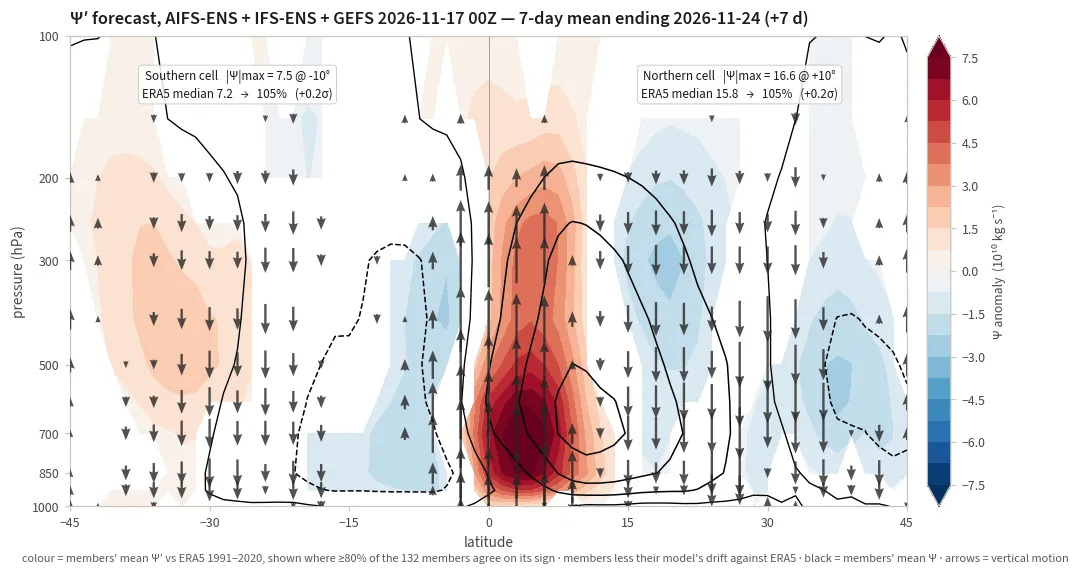 Ψ′ forecast, AIFS-ENS + IFS-ENS + GEFS 2026-11-17 00Z — 7-day mean ending 2026-11-24 (+7 d)
Southern cell |Ψ|max = 7.5 @ -10°
ERA5 median 7.2 → 105% (+0.2σ)
Northern cell |Ψ|max = 16.6 @ +10°
ERA5 median 15.8 → 105% (+0.2σ)
pressure (hPa)
100
200
300
500
700
850
1000
−45
−30
−15
0
15
30
45
latitude
7.5
6.0
4.5
3.0
1.5
0.0
−1.5
−3.0
−4.5
−6.0
−7.5
Ψ anomaly (10¹⁰ kg s⁻¹)
colour = members' mean Ψ′ vs ERA5 1991–2020, shown where ≥80% of the 132 members agree on its sign · members less their model's drift against ERA5 · black = members' mean Ψ · arrows = vertical motion